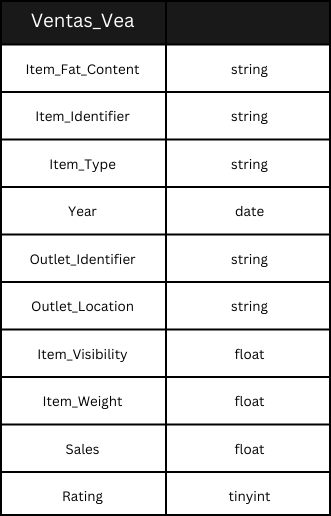 Ventas_Vea
Item_Fat_Content string
Item_Identifier string
Item_Type string
Year date
Outlet_Identifier string
Outlet_Location string
Item_Visibility float
Item_Weight float
Sales float
Rating tinyint